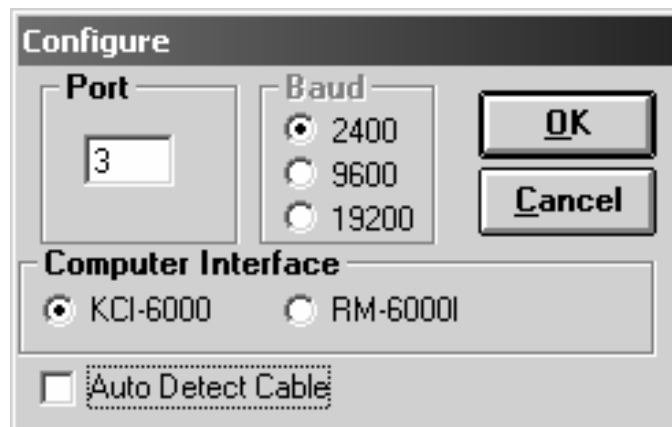 Configure
Port
3
Baud
2400
9600
19200
OK
Cancel
Computer Interface
KCI-6000
RM-6000I
Auto Detect Cable